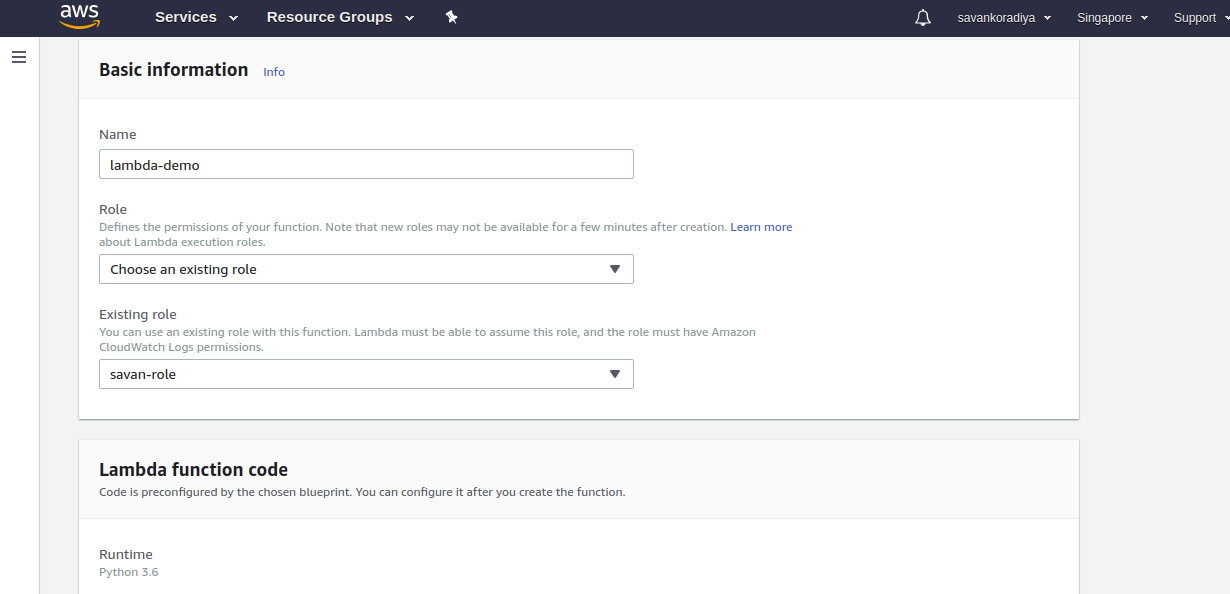 aws Services Resource Groups savankoradiya Singapore Support
Basic information Info
Name
lambda-demo
Role
Defines the permissions of your function. Note that new roles may not be available for a few minutes after creation. Learn more
about Lambda execution roles.
Choose an existing role
Existing role
You can use an existing role with this function. Lambda must be able to assume this role, and the role must have Amazon
CloudWatch Logs permissions.
savan-role
Lambda function code
Code is preconfigured by the chosen blueprint. You can configure it after you create the function.
Runtime
Python 3.6